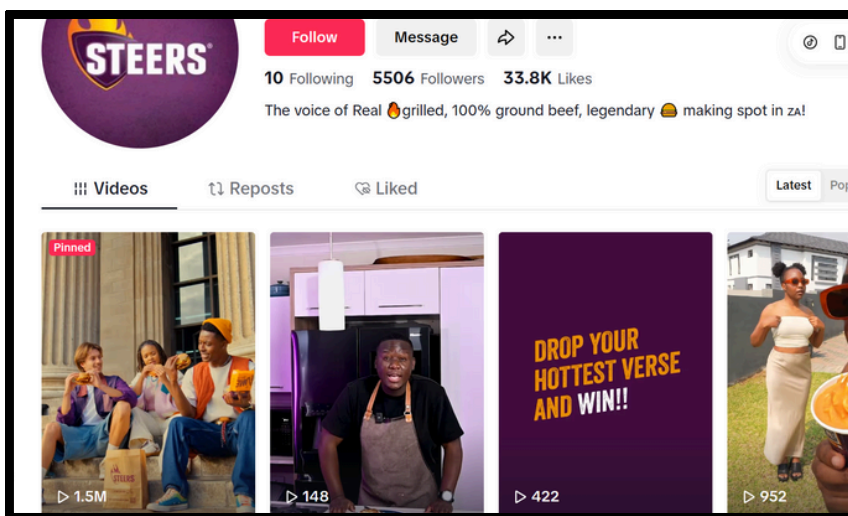 STEERS®
Follow Message ...
10 Following 5506 Followers 33.8K Likes
The voice of Real 🔥grilled, 100% ground beef, legendary 🍔 making spot in ZA!
Videos Reposts Liked
Latest Pop
Pinned
DROP YOUR
HOTTEST VERSE
AND WIN!!
STEERS
1.5M 148 422 952